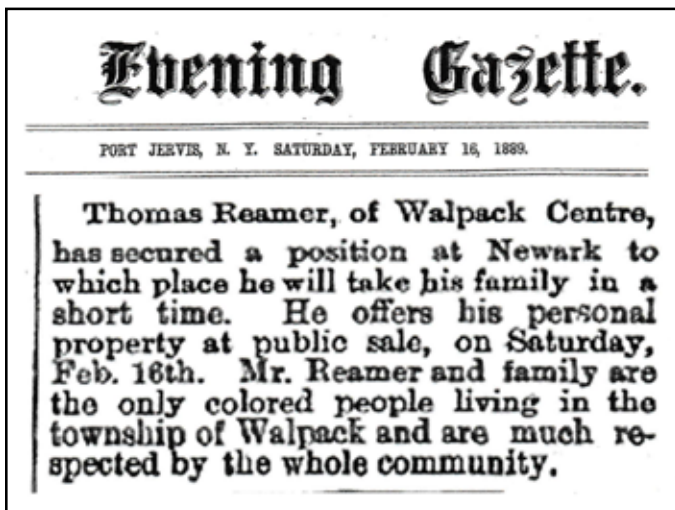 Evening Gazette.
PORT JERVIS, N. Y. SATURDAY, FEBRUARY 16, 1889.
Thomas Reamer, of Walpack Centre,
has secured a position at Newark to
which place he will take his family in a
short time. He offers his personal
property at public sale, on Saturday,
Feb. 16th. Mr. Reamer and family are
the only colored people living in the
township of Walpack and are much re-
spected by the whole community.